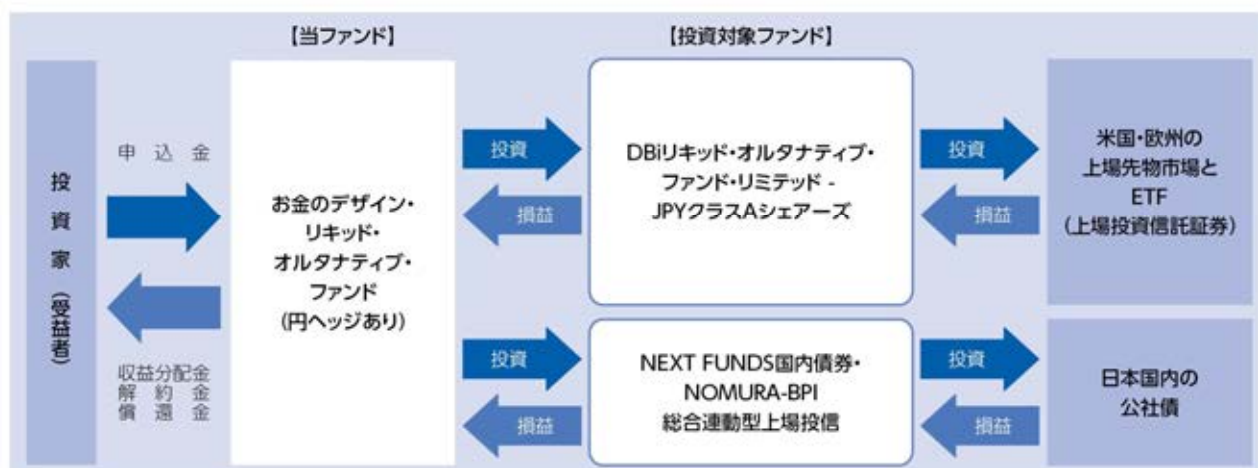 【当ファンド】
【投資対象ファンド】
投資家（受益者）
申込金
収益分配金
解約金
償還金
お金のデザイン・
リキッド・
オルタナティブ・
ファンド
（円ヘッジあり）
投資
損益
DBiリキッド・オルタナティブ・
ファンド・リミテッド -
JPYクラスAシェアーズ
投資
損益
米国・欧州の
上場先物市場と
ETF
（上場投資信託証券）
投資
損益
NEXT FUNDS国内債券・
NOMURA-BPI
総合連動型上場投信
投資
損益
日本国内の
公社債